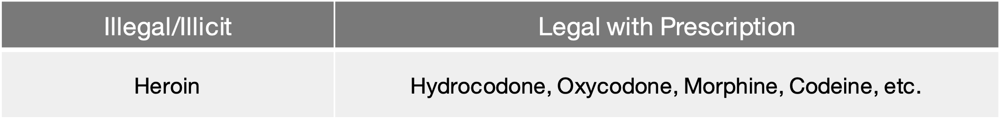 Illegal/Illicit
Legal with Prescription
Heroin
Hydrocodone, Oxycodone, Morphine, Codeine, etc.